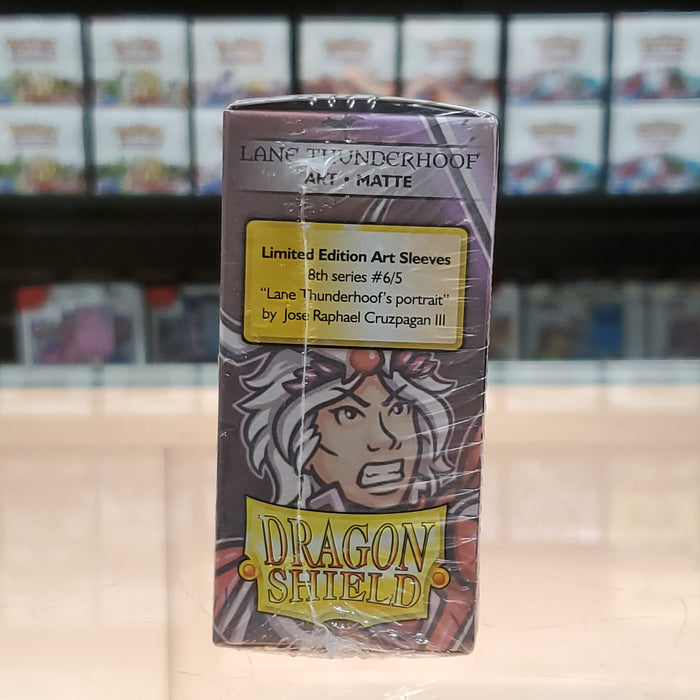 LANE THUNDERHOOF
ART • MATTE
Limited Edition Art Sleeves
8th series #6/5
“Lane Thunderhoof’s portrait”
by Jose Raphael Cruzpagan III
DRAGON
SHIELD